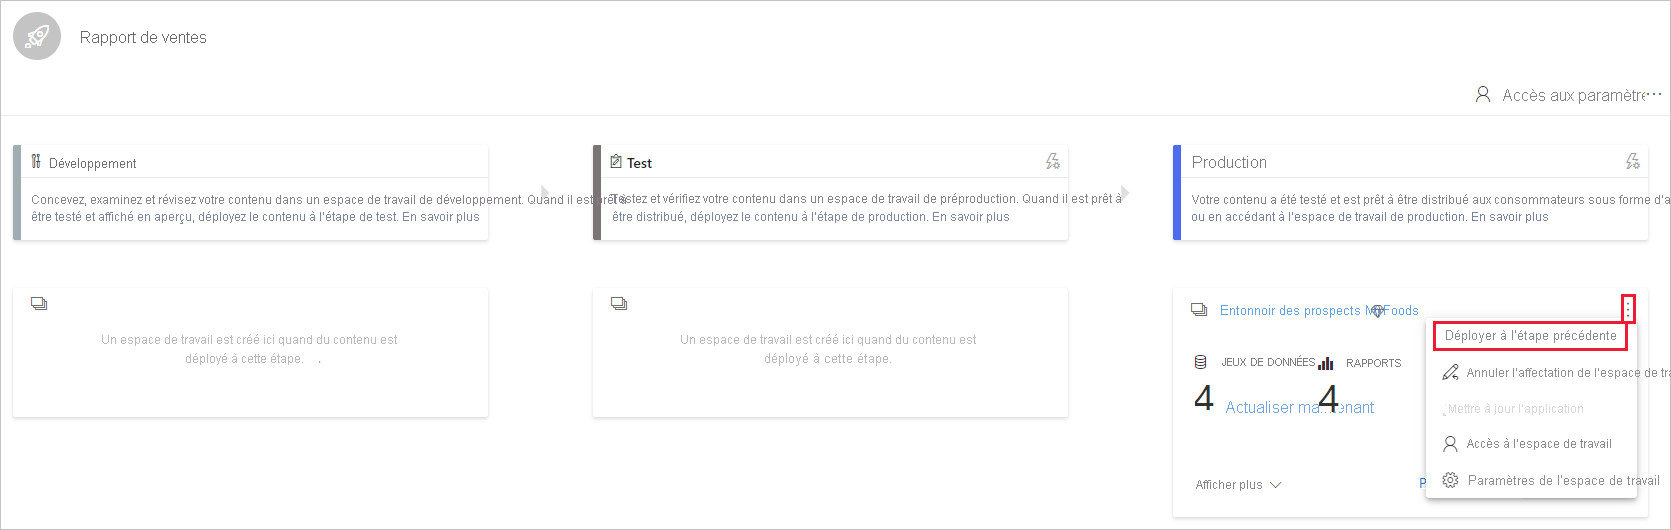 Rapport de ventes
Accès aux paramètre
Développement
Concevez, examinez et révisez votre contenu dans un espace de travail de développement. Quand il est prêt à
être testé et affiché en aperçu, déployez le contenu à l'étape de test. En savoir plus
Test
Testez et vérifiez votre contenu dans un espace de travail de préproduction. Quand il est prêt à
être distribué, déployez le contenu à l'étape de production. En savoir plus
Production
Votre contenu a été testé et est prêt à être distribué aux consommateurs sous forme d'a
ou en accédant à l'espace de travail de production. En savoir plus
Un espace de travail est créé ici quand du contenu est
déployé à cette étape. .
Un espace de travail est créé ici quand du contenu est
déployé à cette étape.
Entonnoir des prospects MyFoods
JEUX DE DONNÉES
RAPPORTS
4
Actualiser maintenant
4
Afficher plus
P
Déployer à l'étape précédente
Annuler l'affectation de l'espace de tra
Mettre à jour l'application
Accès à l'espace de travail
Paramètres de l'espace de travail